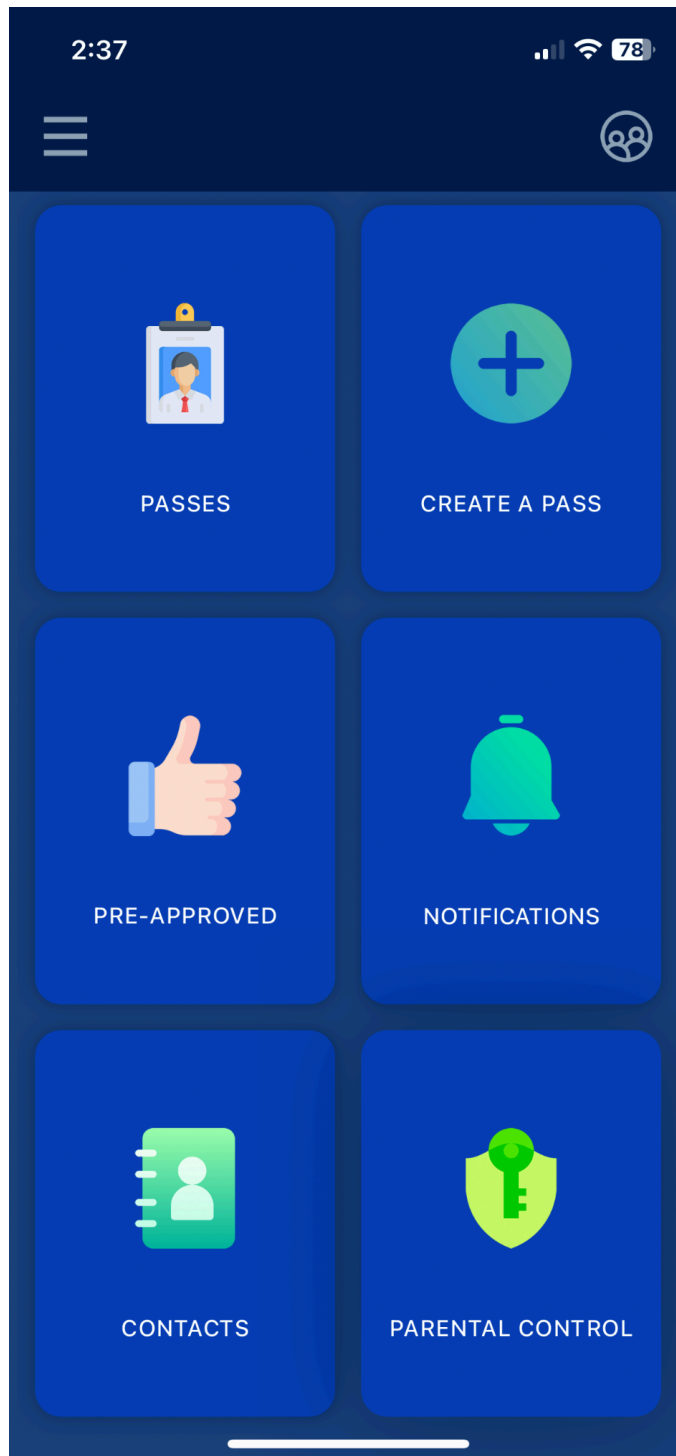 2:37
78
PASSES
CREATE A PASS
PRE-APPROVED
NOTIFICATIONS
CONTACTS
PARENTAL CONTROL